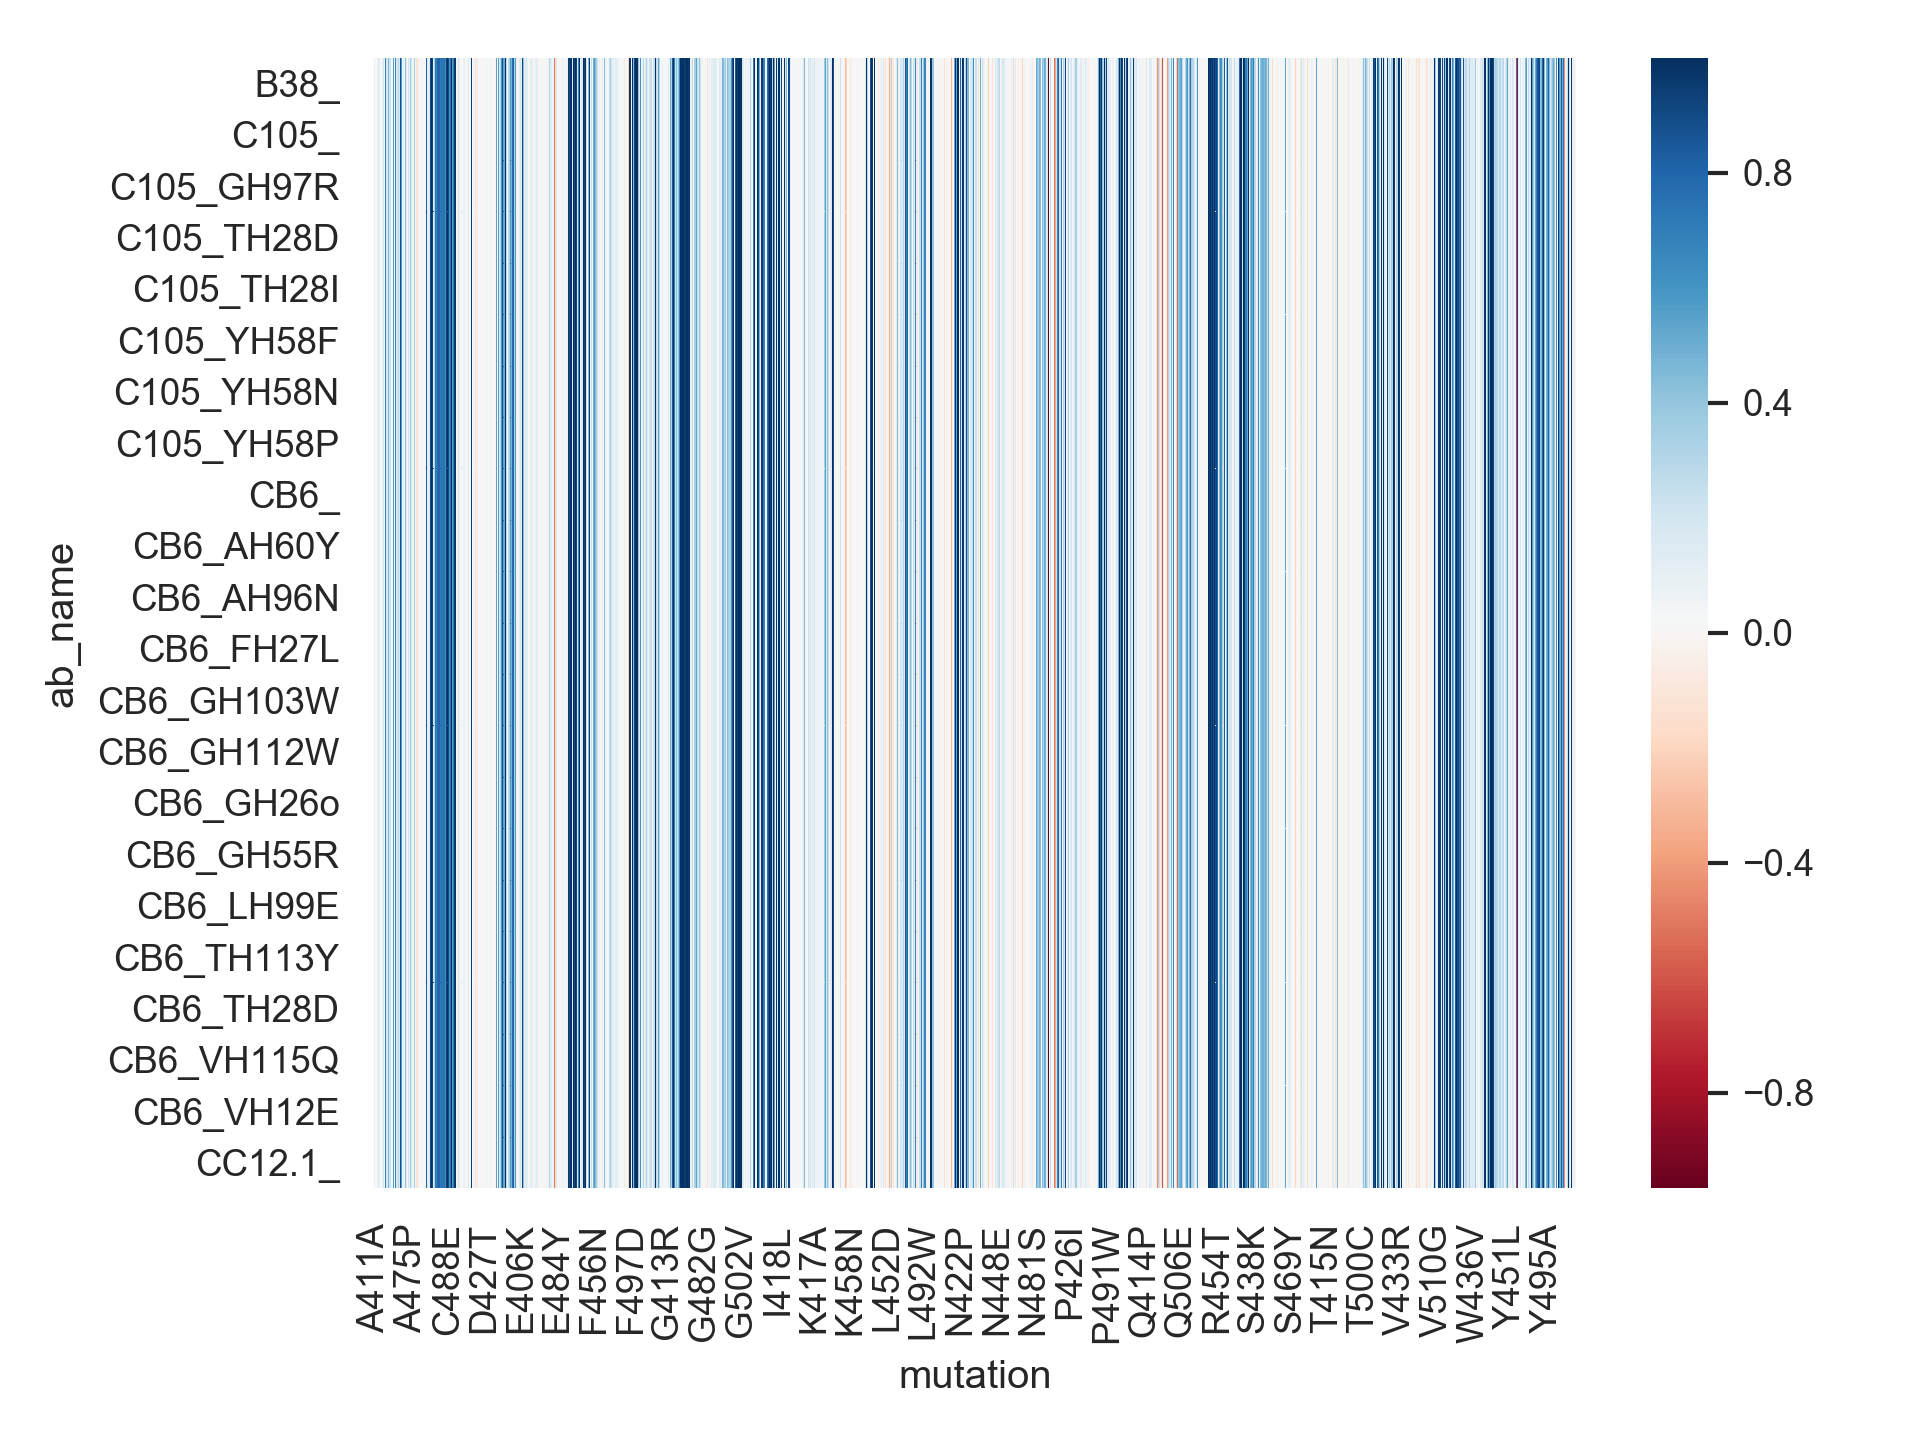 B38_
C105_
C105_GH97R
C105_TH28D
C105_TH28I
C105_YH58F
C105_YH58N
C105_YH58P
CB6_
CB6_AH60Y
CB6_AH96N
CB6_FH27L
CB6_GH103W
CB6_GH112W
CB6_GH26o
CB6_GH55R
CB6_LH99E
CB6_TH113Y
CB6_TH28D
CB6_VH115Q
CB6_VH12E
CC12.1_
ab_name
A411A
A475P
C488E
D427T
E406K
E484Y
F456N
F497D
G413R
G482G
G502V
I418L
K417A
K458N
L452D
L492W
N422P
N448E
N481S
P426I
P491W
Q414P
Q506E
R454T
S438K
S469Y
T415N
T500C
V433R
V510G
W436V
Y451L
Y495A
mutation
0.8
0.4
0.0
−0.4
−0.8